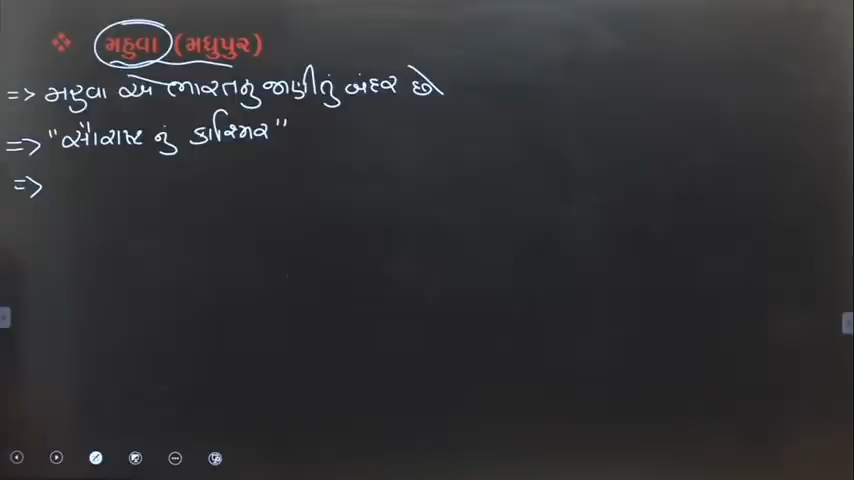 ❖ મહુવા (મધુપુર)
=> મહુવા એ ભારતનું જાણીતું બંદર છે
=> "સૌરાષ્ટ્ર નું કાશ્મિર"
=>